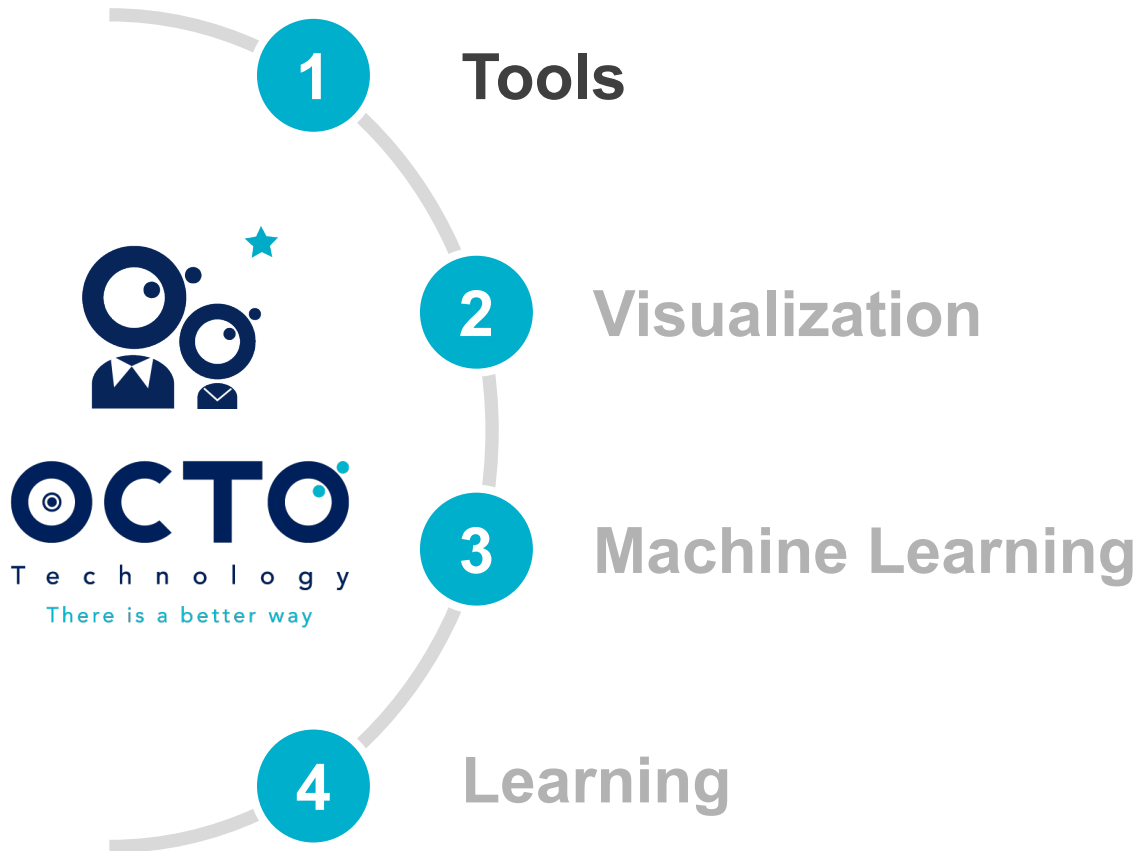 1 Tools
2 Visualization
OCTO
Technology
There is a better way
3 Machine Learning
4 Learning